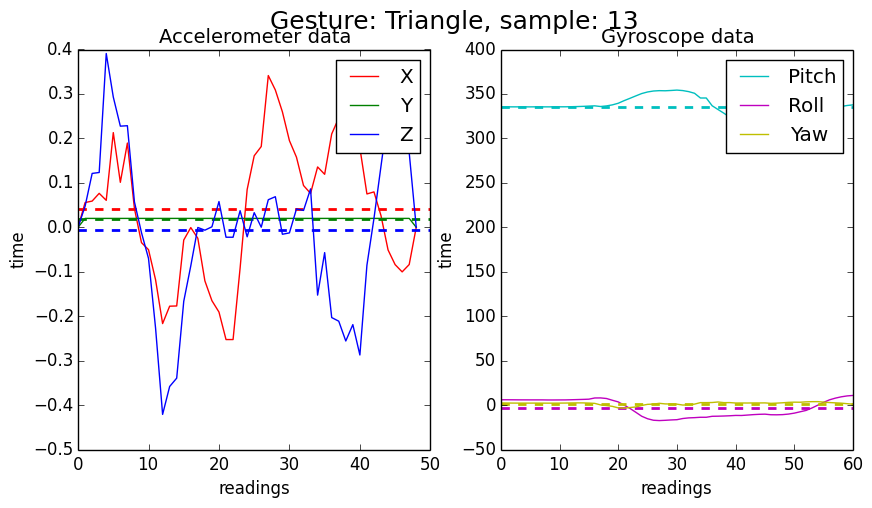 Gesture: Triangle, sample: 13
Accelerometer data
0.4
0.3
0.2
0.1
0.0
−0.1
−0.2
−0.3
−0.4
−0.5
time
0 10 20 30 40 50
readings
X
Y
Z
Gyroscope data
400
350
300
250
200
150
100
50
0
−50
time
0 10 20 30 40 50 60
readings
Pitch
Roll
Yaw